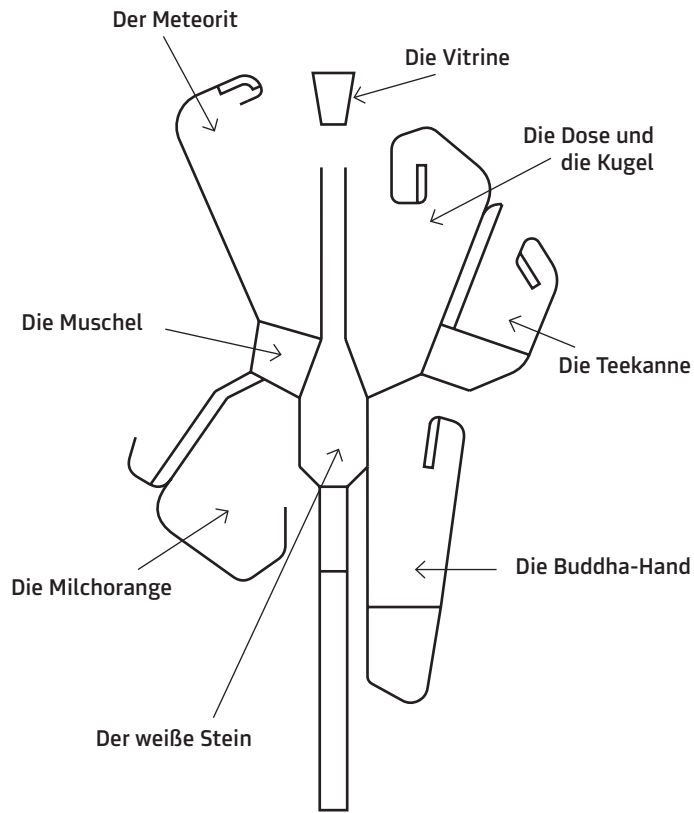 Der Meteorit
Die Vitrine
Die Dose und
die Kugel
Die Muschel
Die Teekanne
Die Milchorange
Die Buddha-Hand
Der weiße Stein